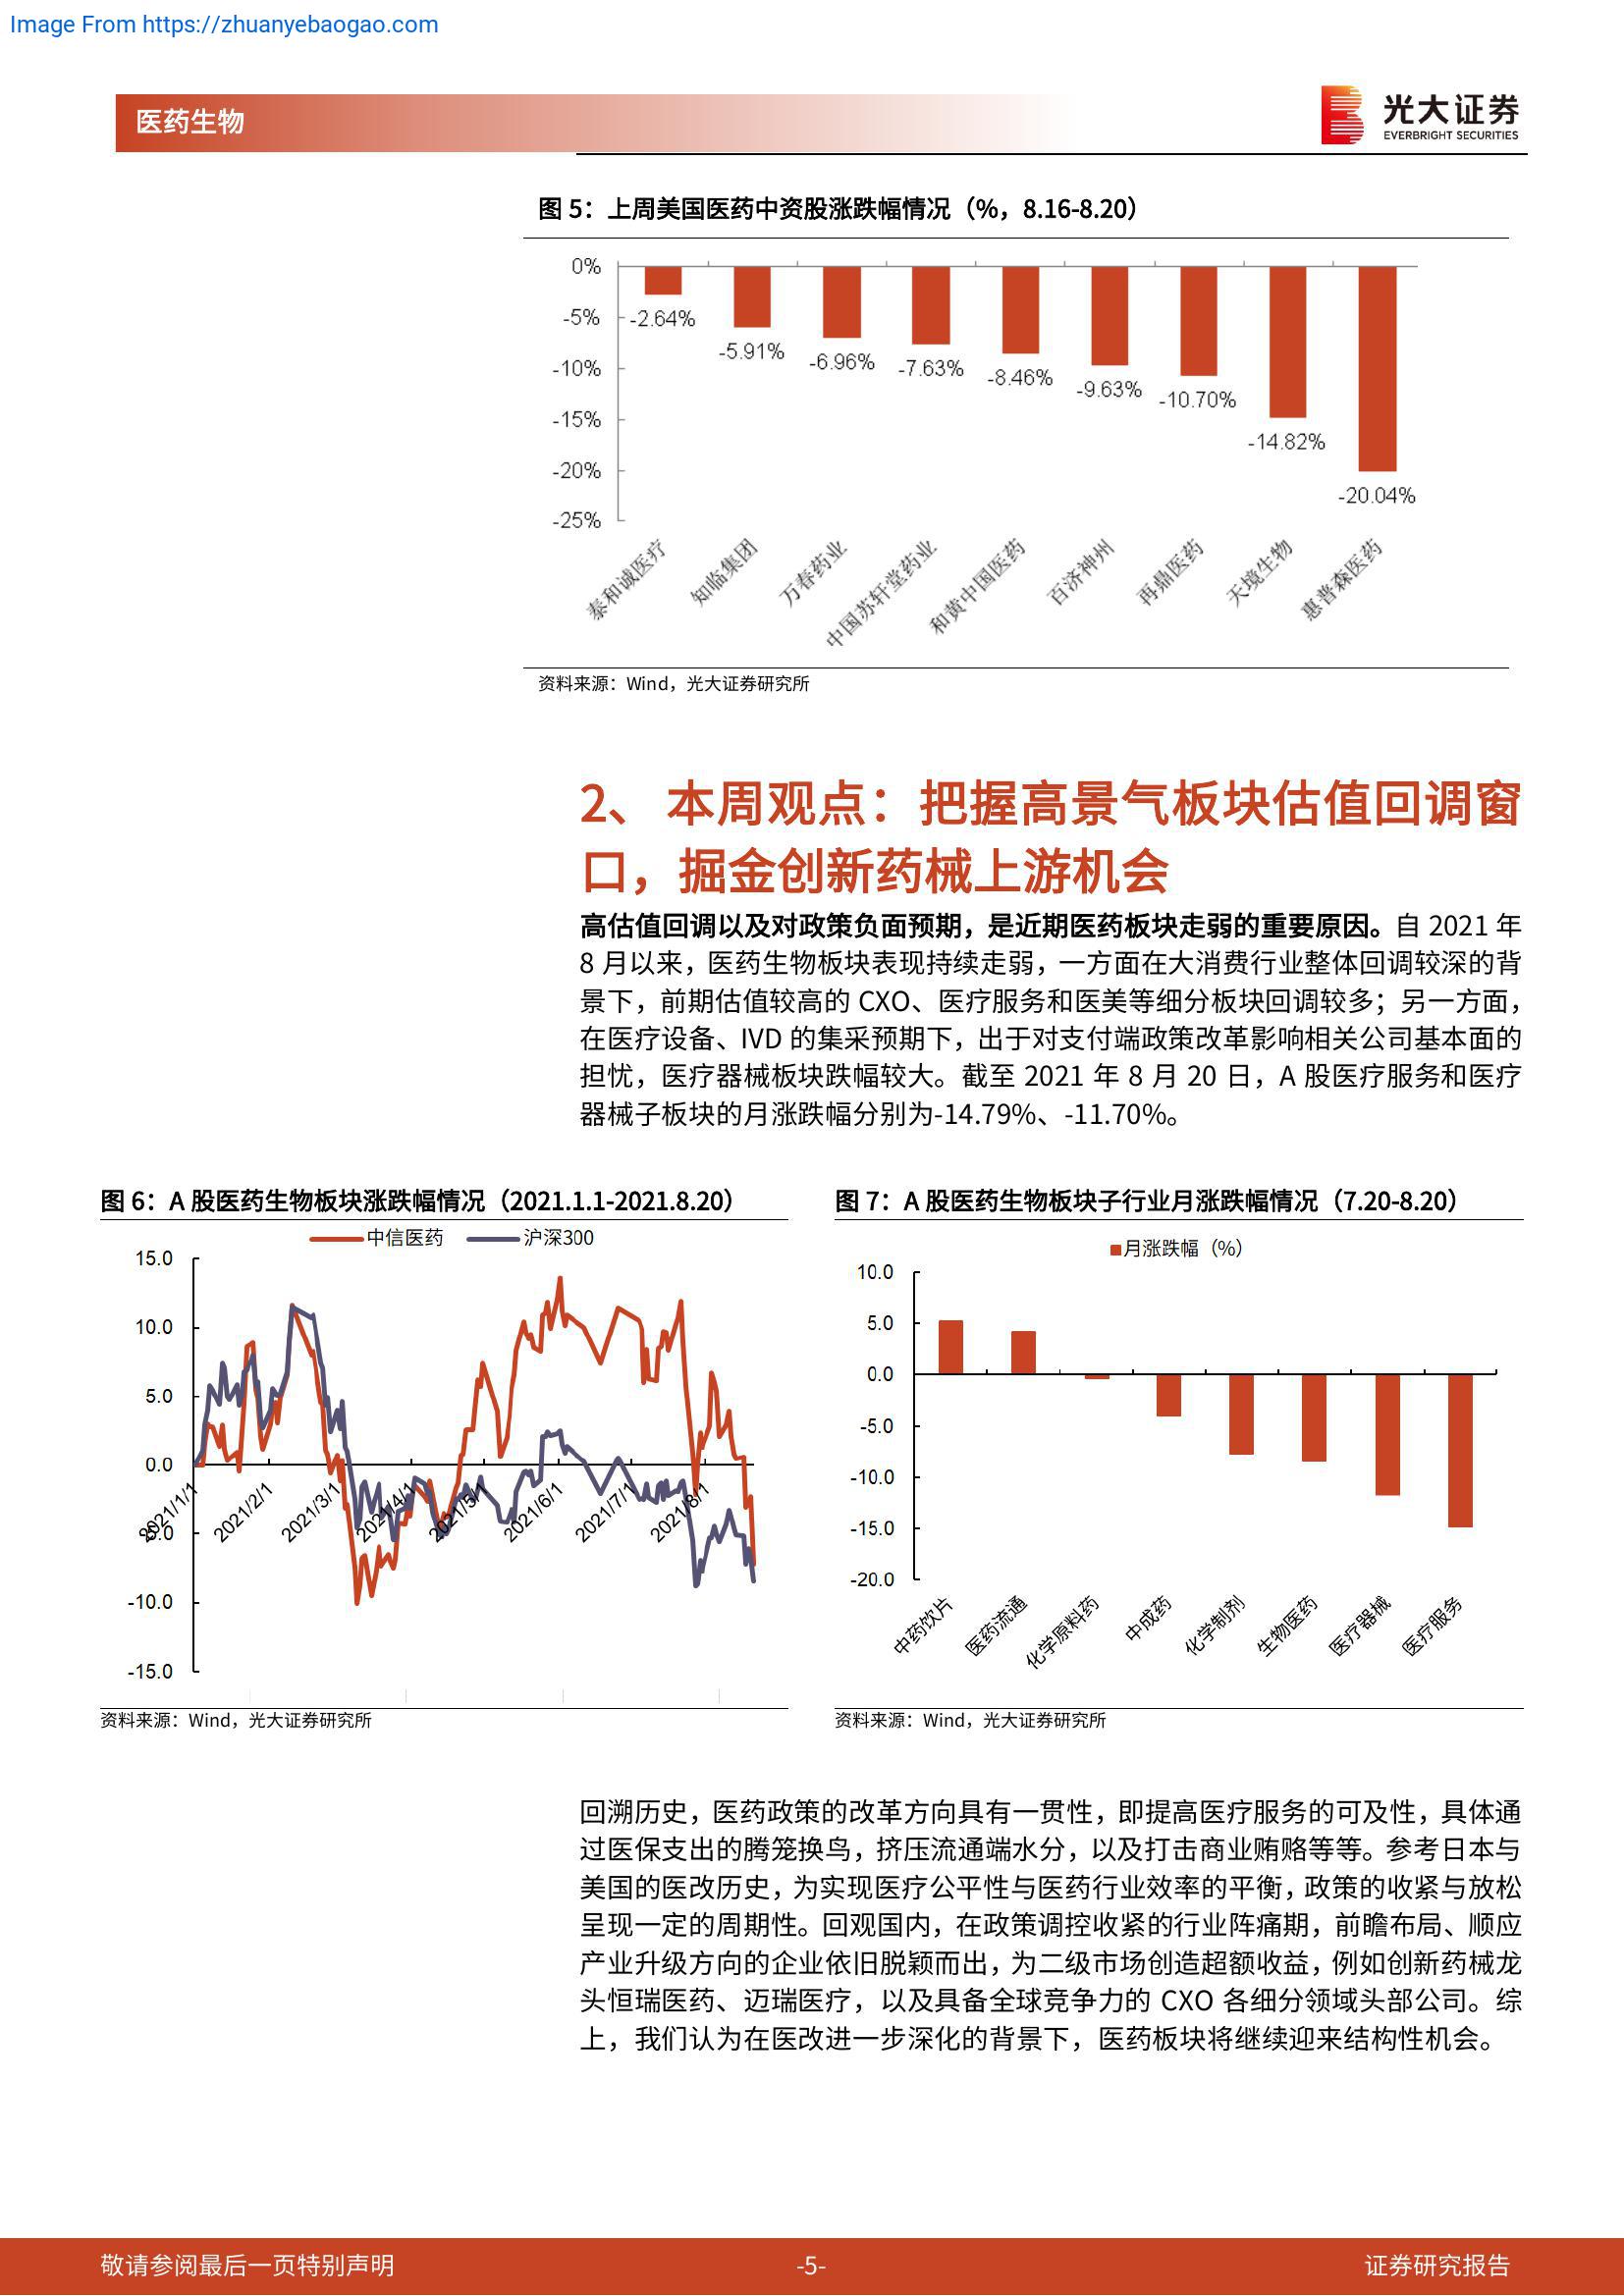 Image From https://zhuanyebaogao.com
医药生物
光大证券
EVERBRIGHT SECURITIES
图 5：上周美国医药中资股涨跌幅情况（%，8.16-8.20）
0%
-5%
-10%
-15%
-20%
-25%
-2.64%
-5.91%
-6.96%
-7.63%
-8.46%
-9.63%
-10.70%
-14.82%
-20.04%
泰和诚医疗
知临集团
万春药业
中国苏轩堂药业
和黄中国医药
百济神州
再鼎医药
天境生物
惠普森医药
资料来源：Wind，光大证券研究所
2、 本周观点：把握高景气板块估值回调窗
口，掘金创新药械上游机会
高估值回调以及对政策负面预期，是近期医药板块走弱的重要原因。自 2021 年
8 月以来，医药生物板块表现持续走弱，一方面在大消费行业整体回调较深的背
景下，前期估值较高的 CXO、医疗服务和医美等细分板块回调较多；另一方面，
在医疗设备、IVD 的集采预期下，出于对支付端政策改革影响相关公司基本面的
担忧，医疗器械板块跌幅较大。截至 2021 年 8 月 20 日，A 股医疗服务和医疗
器械子板块的月涨跌幅分别为-14.79%、-11.70%。
图 6：A 股医药生物板块涨跌幅情况（2021.1.1-2021.8.20）
中信医药
沪深300
15.0
10.0
5.0
0.0
-5.0
-10.0
-15.0
2021/1/1
2021/2/1
2021/3/1
2021/4/1
2021/5/1
2021/6/1
2021/7/1
2021/8/1
资料来源：Wind，光大证券研究所
图 7：A 股医药生物板块子行业月涨跌幅情况（7.20-8.20）
月涨跌幅（%）
10.0
5.0
0.0
-5.0
-10.0
-15.0
-20.0
中药饮片
医药流通
化学原料药
中成药
化学制剂
生物医药
医疗器械
医疗服务
资料来源：Wind，光大证券研究所
回溯历史，医药政策的改革方向具有一贯性，即提高医疗服务的可及性，具体通
过医保支出的腾笼换鸟，挤压流通端水分，以及打击商业贿赂等等。参考日本与
美国的医改历史，为实现医疗公平性与医药行业效率的平衡，政策的收紧与放松
呈现一定的周期性。回观国内，在政策调控收紧的行业阵痛期，前瞻布局、顺应
产业升级方向的企业依旧脱颖而出，为二级市场创造超额收益，例如创新药械龙
头恒瑞医药、迈瑞医疗，以及具备全球竞争力的 CXO 各细分领域头部公司。综
上，我们认为在医改进一步深化的背景下，医药板块将继续迎来结构性机会。
敬请参阅最后一页特别声明
-5-
证券研究报告